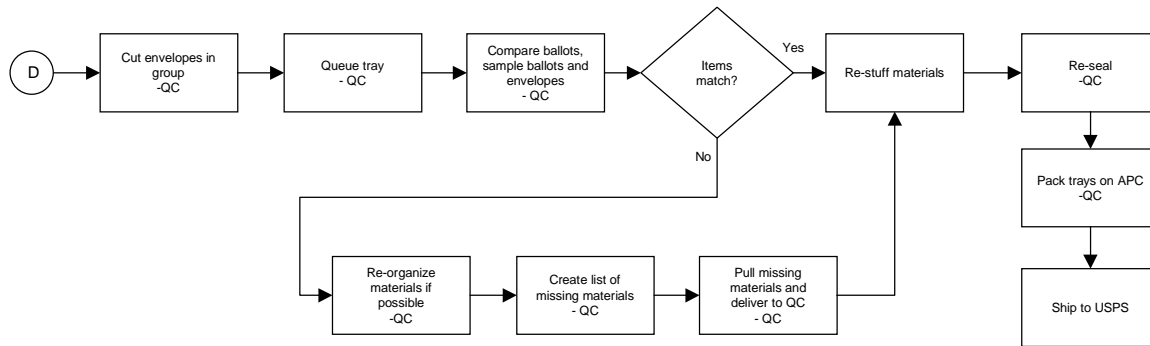 D
Cut envelopes in
group
-QC
Queue tray
- QC
Compare ballots,
sample ballots and
envelopes
- QC
Items
match?
Yes
Re-stuff materials
Re-seal
-QC
No
Pack trays on APC
-QC
Re-organize
materials if
possible
-QC
Create list of
missing materials
- QC
Pull missing
materials and
deliver to QC
- QC
Ship to USPS